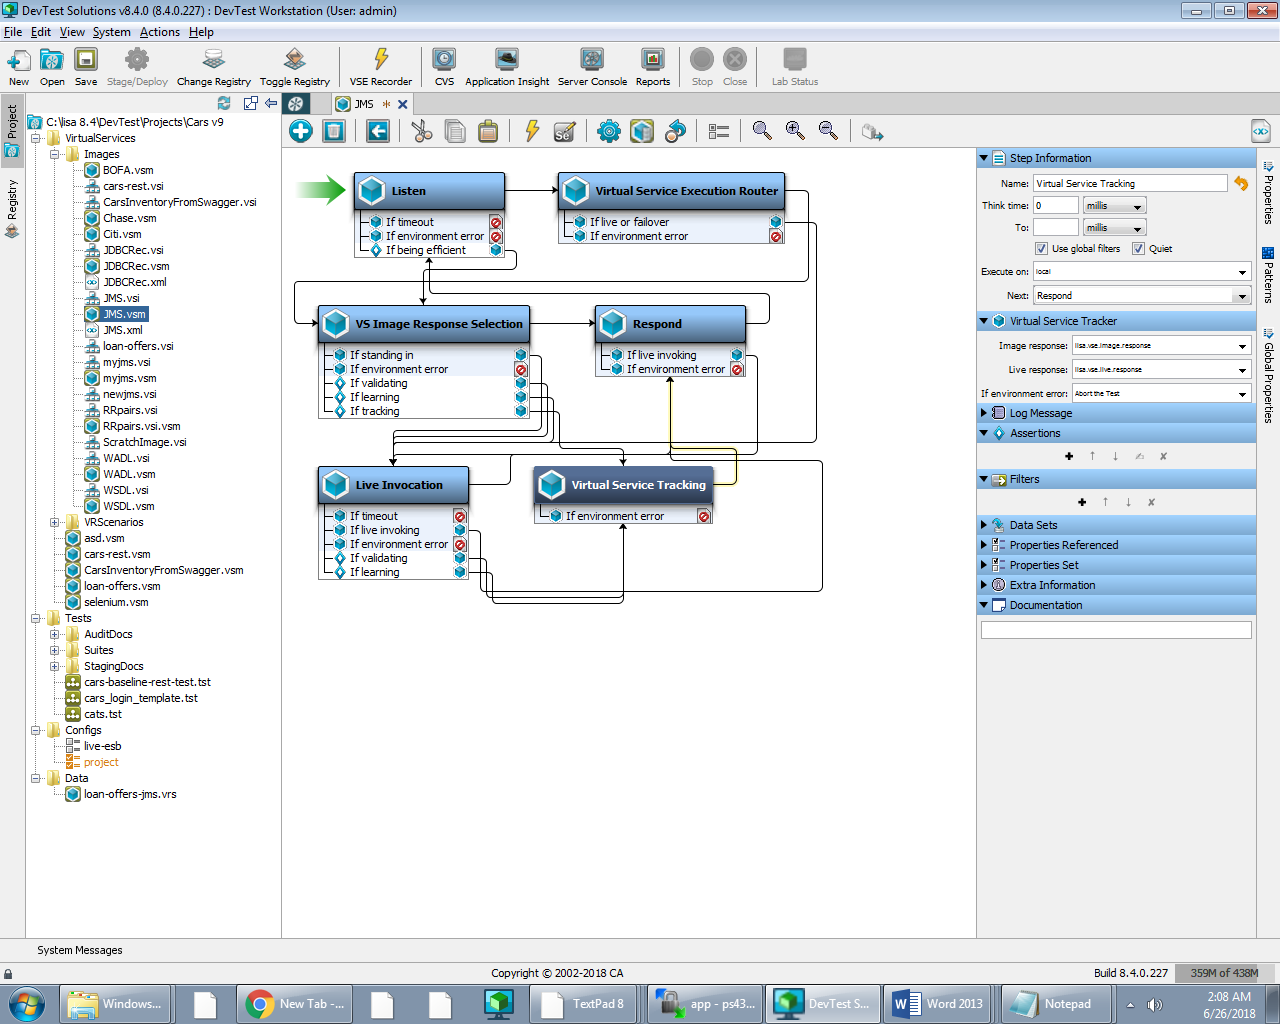 DevTest Solutions v8.4.0 (8.4.0.227) : DevTest Workstation (User: admin)
File Edit View System Actions Help
New Open Save Stage/Deploy Change Registry Toggle Registry VSE Recorder CVS Application Insight Server Console Reports Stop Close Lab Status
Project
Registry
C:\lisa 8.4\DevTest\Projects\Cars v9
VirtualServices
Images
BOFA.vsm
cars-rest.vsi
CarsInventoryFromSwagger.vsi
Chase.vsm
Citi.vsm
JDBCRec.vsi
JDBCRec.vsm
JDBCRec.xml
JMS.vsi
JMS.vsm
JMS.xml
loan-offers.vsi
myjms.vsi
myjms.vsm
newjms.vsi
RRpairs.vsi
RRpairs.vsi.vsm
ScratchImage.vsi
WADL.vsi
WADL.vsm
WSDL.vsi
WSDL.vsm
VRScenarios
asd.vsm
cars-rest.vsm
CarsInventoryFromSwagger.vsm
loan-offers.vsm
selenium.vsm
Tests
AuditDocs
Suites
StagingDocs
cars-baseline-rest-test.tst
cars_login_template.tst
cats.tst
Configs
live-esb
project
Data
loan-offers-jms.vrs
JMS
Listen
If timeout
If environment error
If being efficient
Virtual Service Execution Router
If live or failover
If environment error
VS Image Response Selection
If standing in
If environment error
If validating
If learning
If tracking
Respond
If live invoking
If environment error
Live Invocation
If timeout
If live invoking
If environment error
If validating
If learning
Virtual Service Tracking
If environment error
Step Information
Name: Virtual Service Tracking
Think time: 0 millis
To: millis
Use global filters Quiet
Execute on: local
Next: Respond
Virtual Service Tracker
Image response: lisa.vse.image.response
Live response: lisa.vse.live.response
If environment error: Abort the Test
Log Message
Assertions
Filters
Data Sets
Properties Referenced
Properties Set
Extra Information
Documentation
Properties
Patterns
Global Properties
System Messages
Copyright © 2002-2018 CA
Build 8.4.0.227 359M of 438M
Windows... New Tab -... TextPad 8 app - ps43... DevTest S... Word 2013 Notepad
2:08 AM
6/26/2018